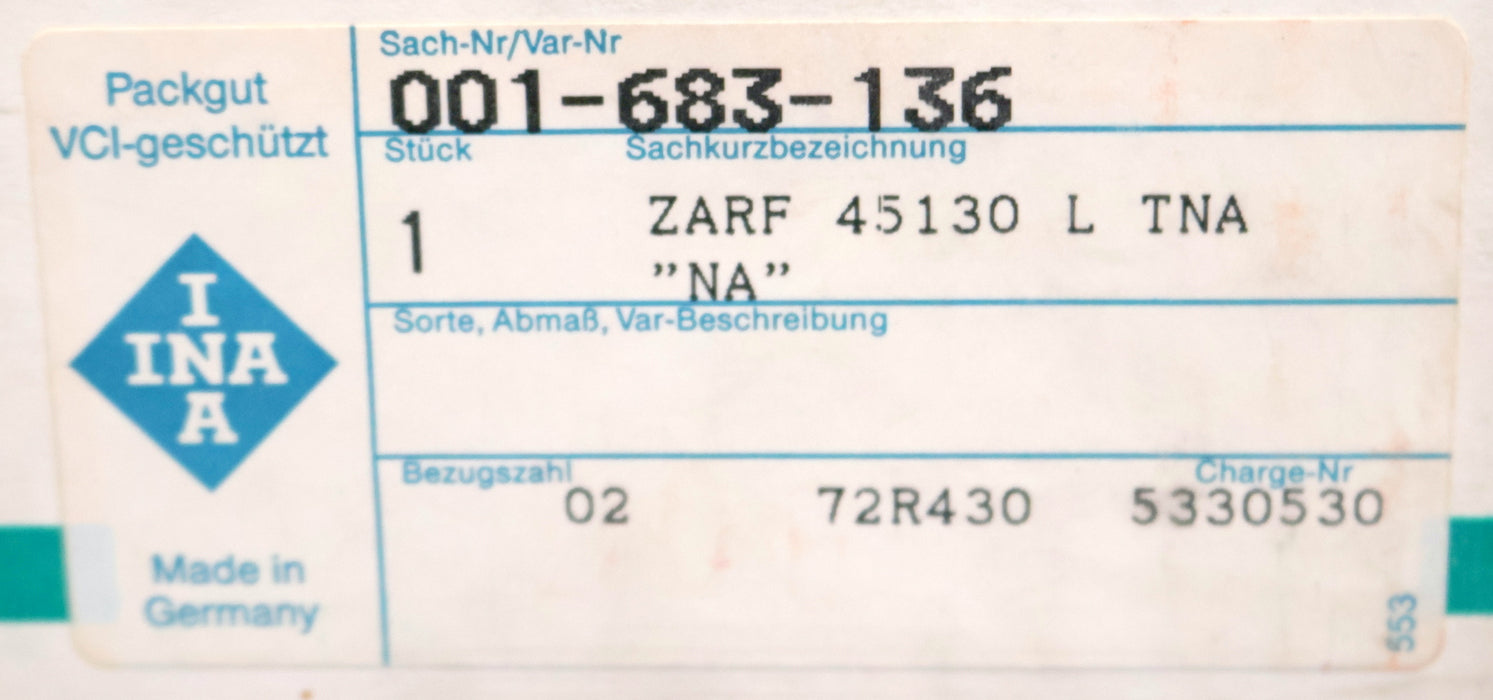 Packgut
VCI-geschützt
I
INA
A
Made in
Germany
Sach-Nr/Var-Nr
001-683-136
Stück Sachkurzbezeichnung
1 ZARF 45130 L TNA
”NA”
Sorte, Abmaß, Var-Beschreibung
Bezugszahl Charge-Nr
02 72R430 5330530
553